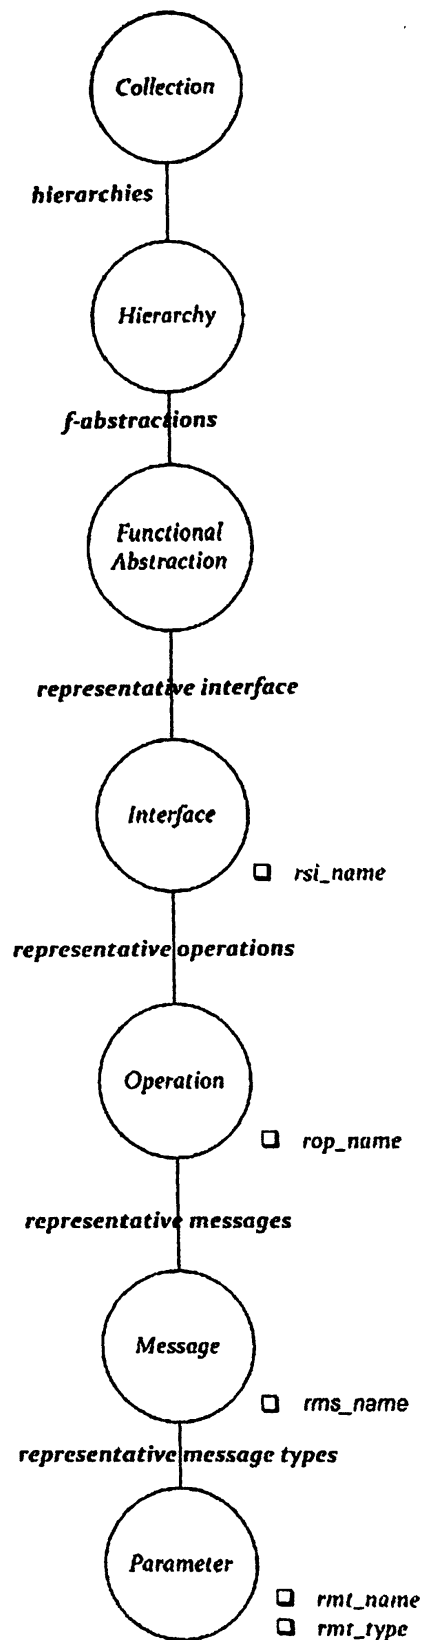 Collection
hierarchies
Hierarchy
f-abstractions
Functional
Abstraction
representative interface
Interface
rsi_name
representative operations
Operation
rop_name
representative messages
Message
rms_name
representative message types
Parameter
rmt_name
rmt_type